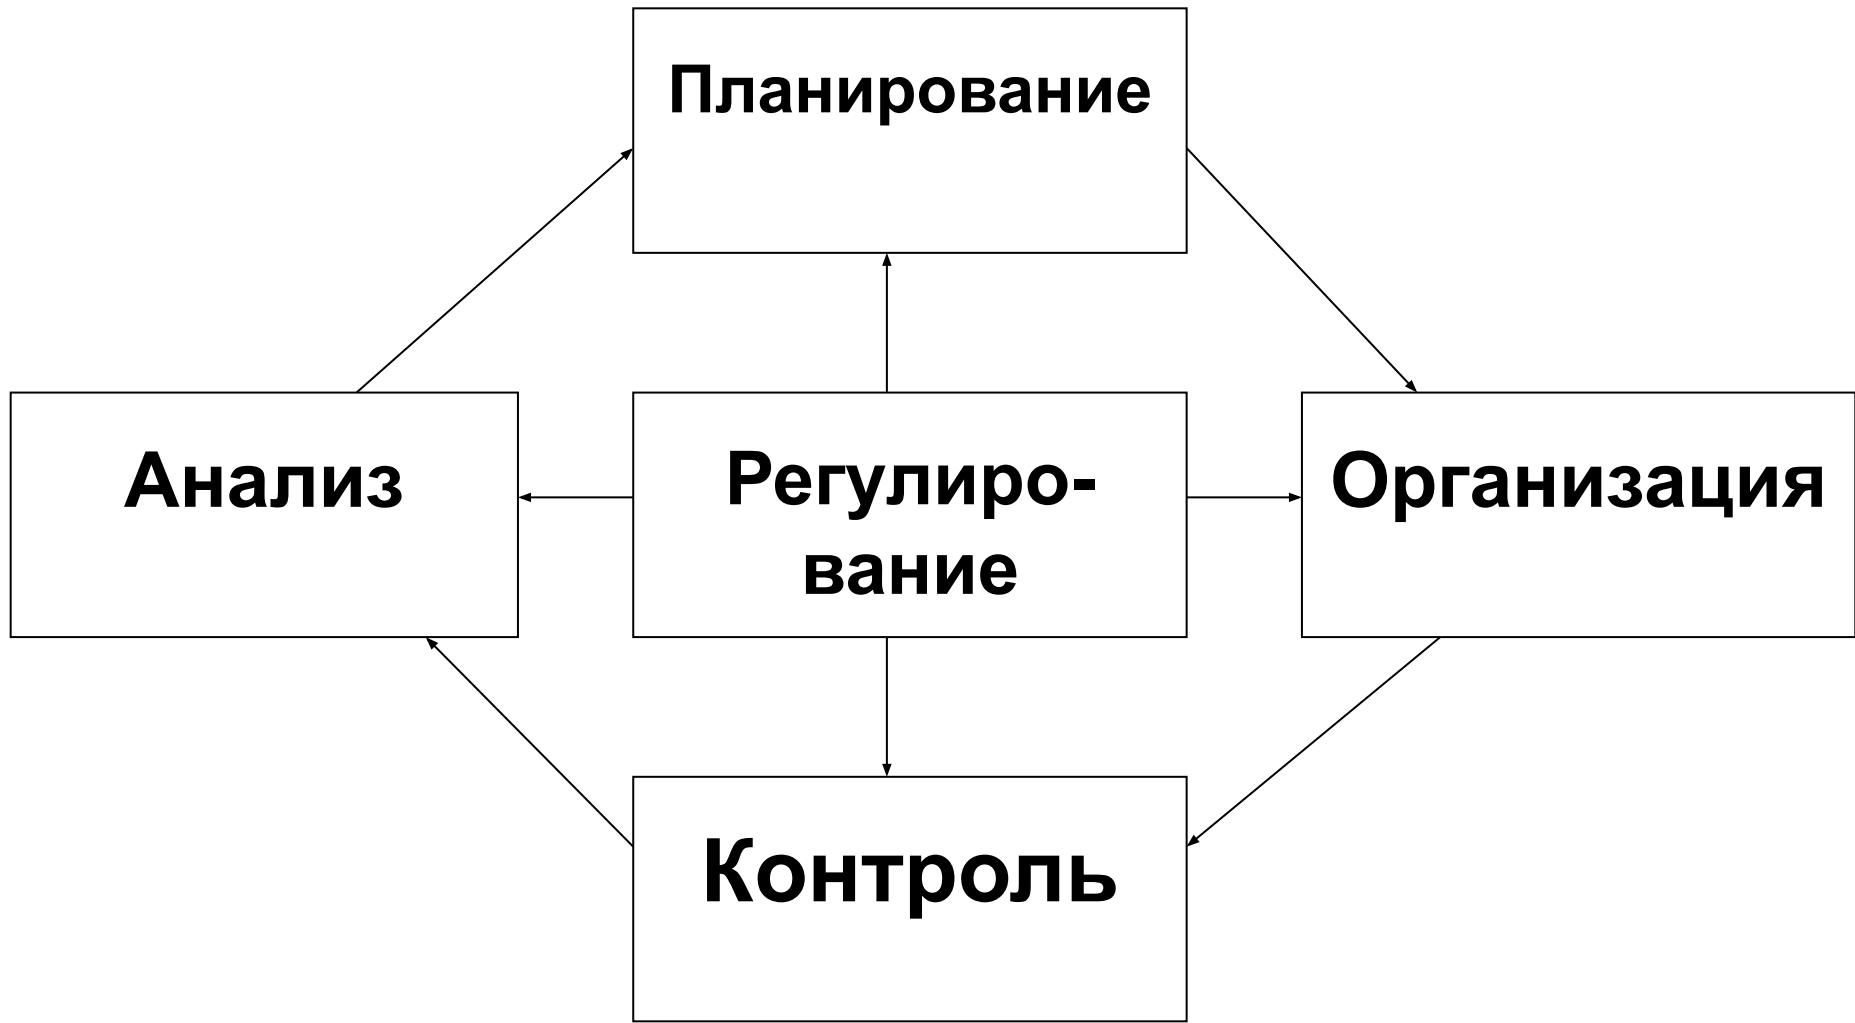 Планирование
Анализ
Регулиро-
вание
Организация
Контроль